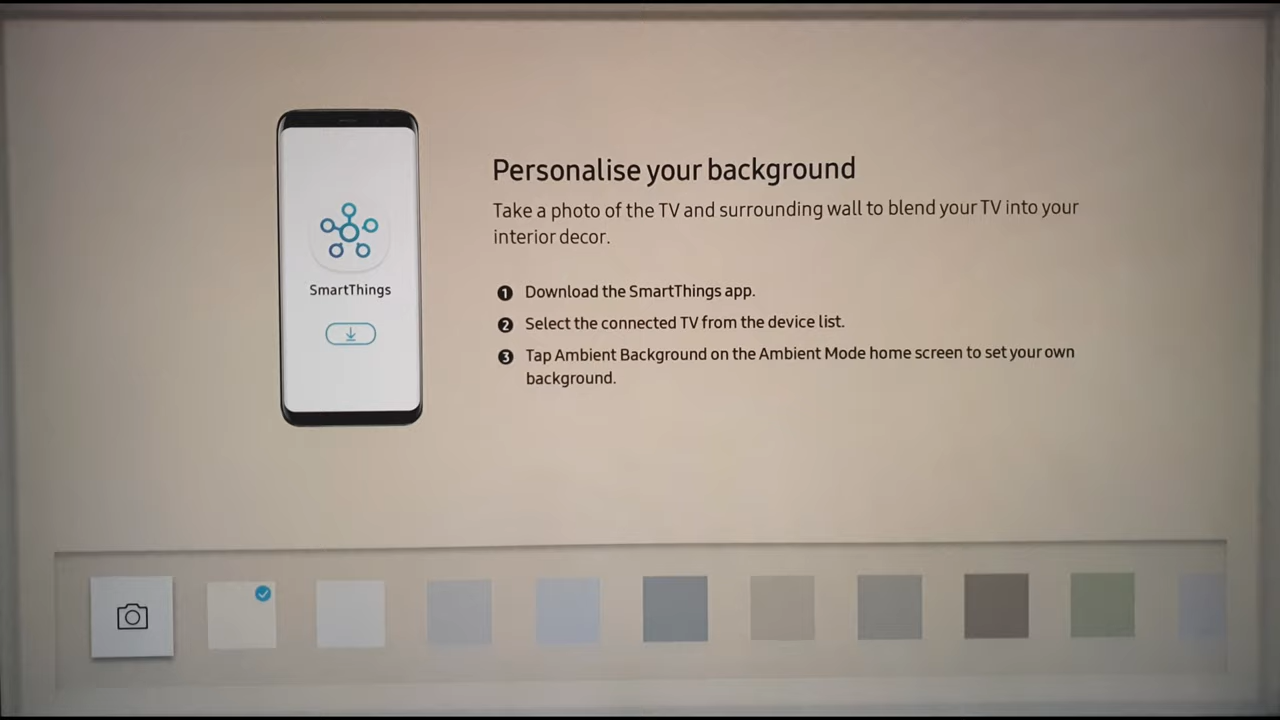 Personalise your background
Take a photo of the TV and surrounding wall to blend your TV into your
interior decor.
SmartThings
1 Download the SmartThings app.
2 Select the connected TV from the device list.
3 Tap Ambient Background on the Ambient Mode home screen to set your own
background.